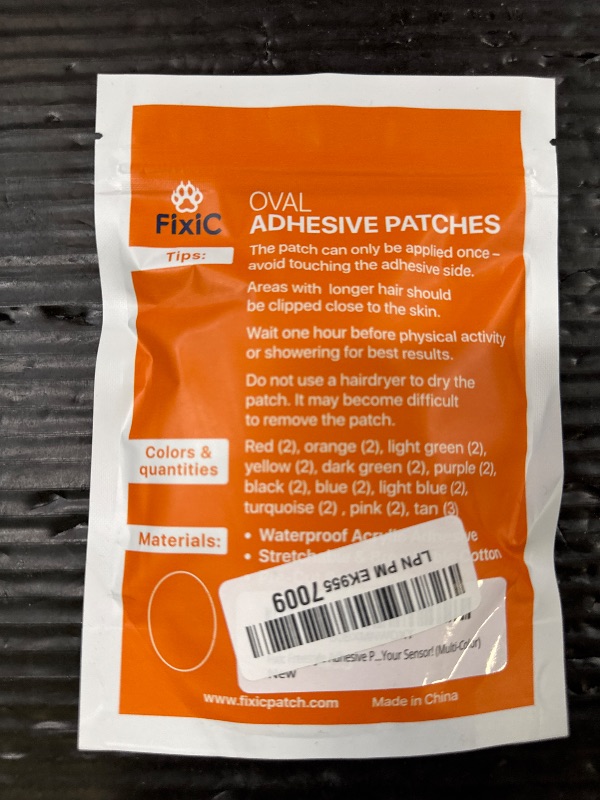 FixiC
OVAL
ADHESIVE PATCHES
Tips:
The patch can only be applied once –
avoid touching the adhesive side.
Areas with longer hair should
be clipped close to the skin.
Wait one hour before physical activity
or showering for best results.
Do not use a hairdryer to dry the
patch. It may become difficult
to remove the patch.
Colors &
quantities
Red (2), orange (2), light green (2),
yellow (2), dark green (2), purple (2),
black (2), blue (2), light blue (2),
turquoise (2) , pink (2), tan (3)
Materials:
• Waterproof
•
LPN PM EK955 7009
P...Your Sensor! (Multi-Color)
New
www.fixicpatch.com
Made in China